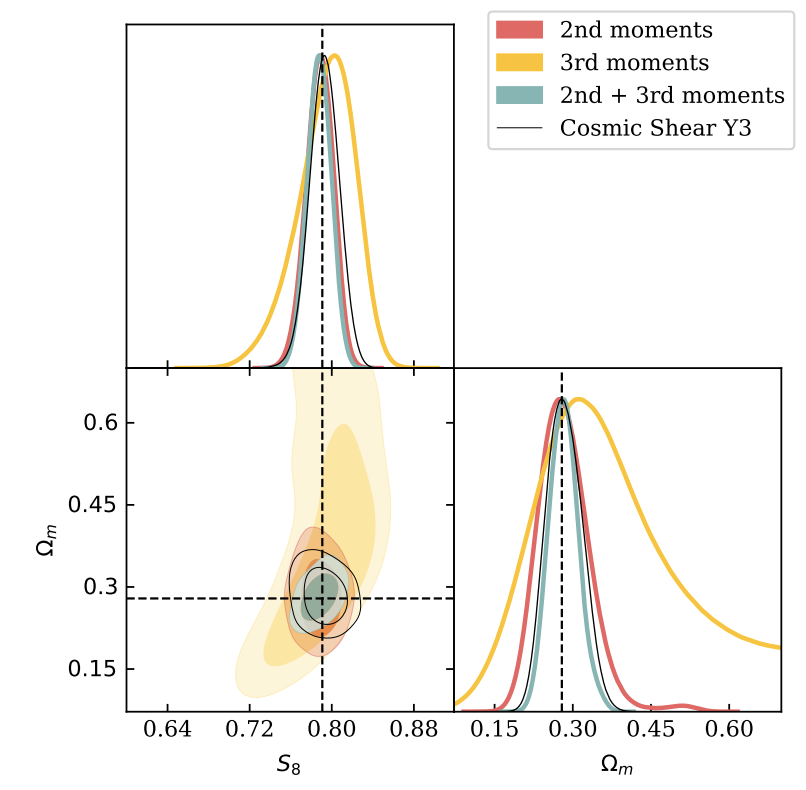 2nd moments
3rd moments
2nd + 3rd moments
Cosmic Shear Y3
0.6
0.45
0.3
0.15
Ωm
0.64 0.72 0.80 0.88
S8
0.15 0.30 0.45 0.60
Ωm